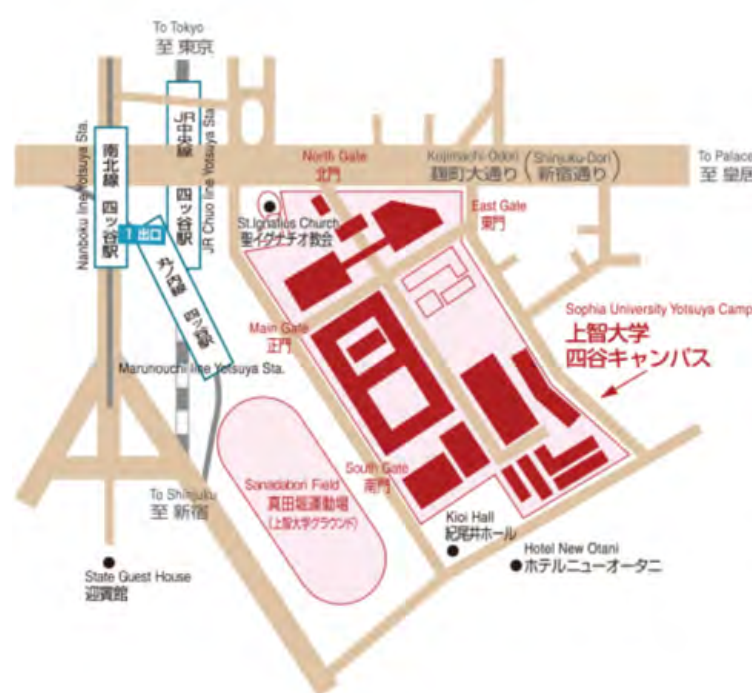 To Tokyo
至 東京
Nanboku line Yotsuya Sta.
南北線 四ッ谷駅
JR中央線 四ッ谷駅
JR Chuo line Yotsuya Sta
North Gate
北門
Kojimachi-Odori
麹町大通り
(Shinjuku-Dori)
(新宿通り)
To Palace
至 皇居
1 出口
St.Ignatius Church
聖イグナチオ教会
East Gate
東門
丸ノ内線 四ッ谷駅
Marunouchi line Yotsuya Sta.
Main Gate
正門
Sophia University Yotsuya Camp
上智大学
四谷キャンパス
South Gate
南門
Sanadabori Field
真田堀運動場
(上智大学グラウンド)
To Shinjuku
至 新宿
Kioi Hall
紀尾井ホール
Hotel New Otani
ホテルニューオータニ
State Guest House
迎賓館